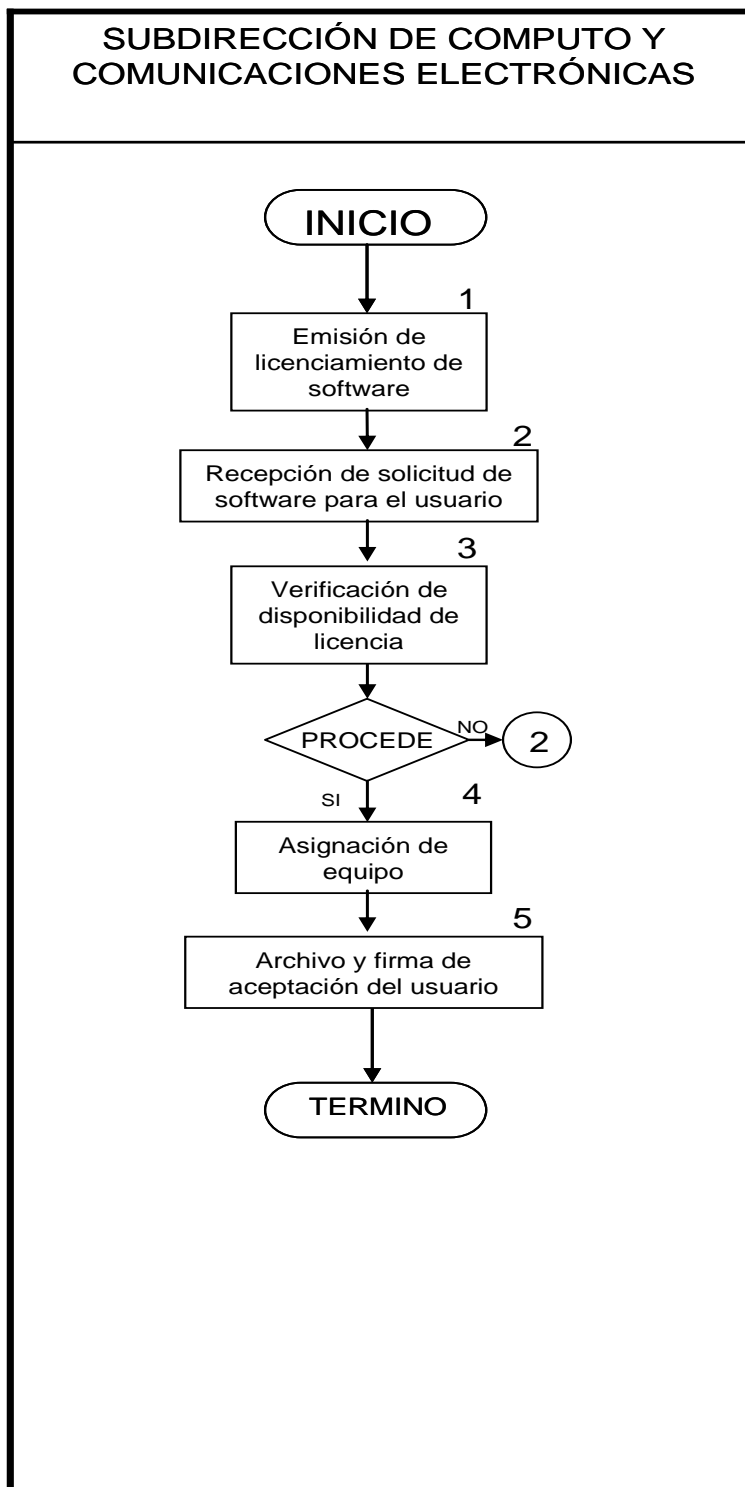 SUBDIRECCIÓN DE COMPUTO Y
COMUNICACIONES ELECTRÓNICAS
INICIO
1
Emisión de
licenciamiento de
software
2
Recepción de solicitud de
software para el usuario
3
Verificación de
disponibilidad de
licencia
PROCEDE
NO
2
SI
4
Asignación de
equipo
5
Archivo y firma de
aceptación del usuario
TERMINO